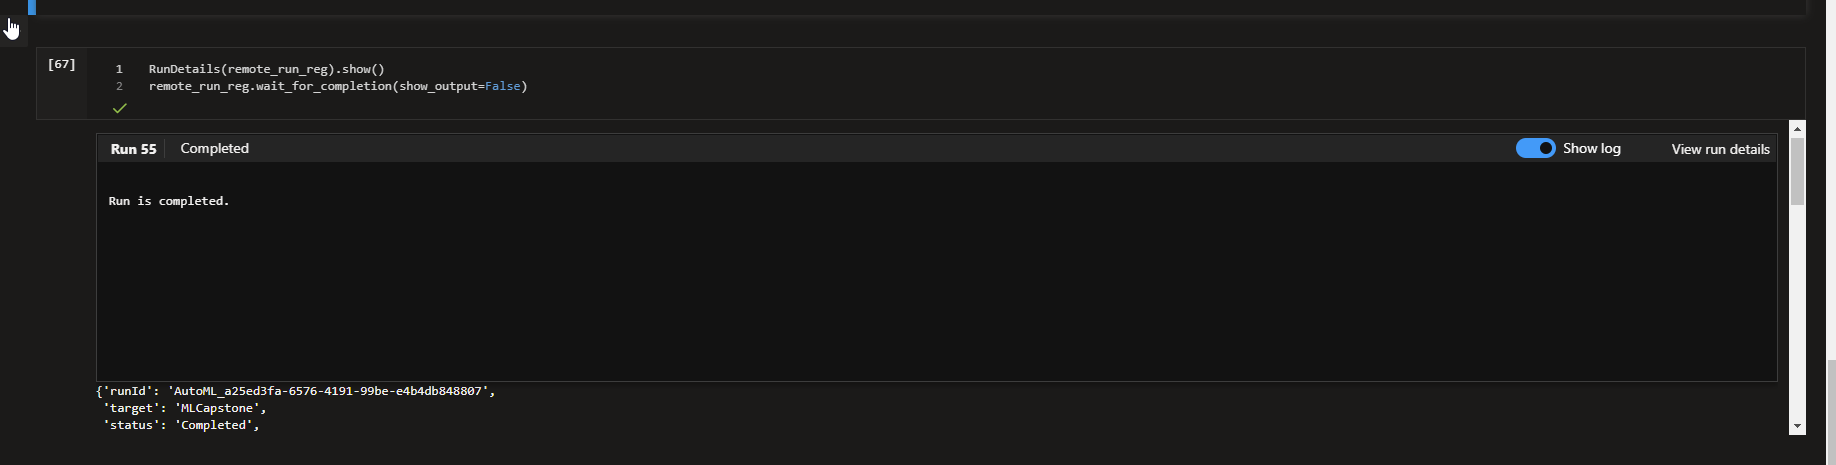 [67]
1 RunDetails(remote_run_reg).show()
2 remote_run_reg.wait_for_completion(show_output=False)
Run 55 Completed Show log View run details
Run is completed.
{'runId': 'AutoML_a25ed3fa-6576-4191-99be-e4b4db848807',
'target': 'MLCapstone',
'status': 'Completed',